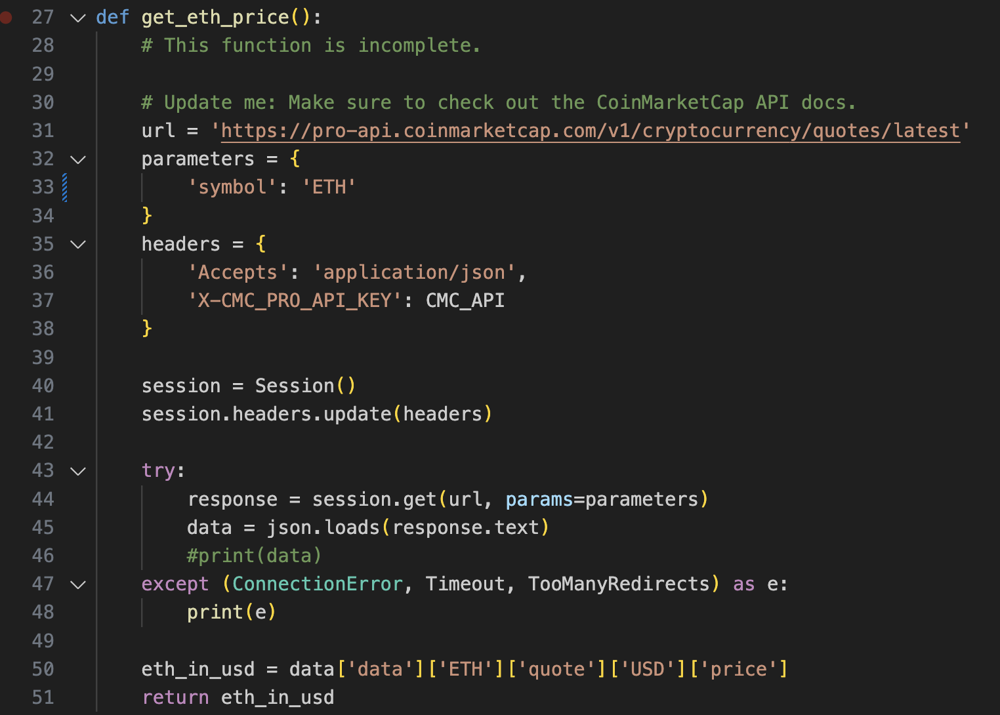 27 def get_eth_price():
28     # This function is incomplete.
29
30     # Update me: Make sure to check out the CoinMarketCap API docs.
31     url = 'https://pro-api.coinmarketcap.com/v1/cryptocurrency/quotes/latest'
32     parameters = {
33         'symbol': 'ETH'
34     }
35     headers = {
36         'Accepts': 'application/json',
37         'X-CMC_PRO_API_KEY': CMC_API
38     }
39
40     session = Session()
41     session.headers.update(headers)
42
43     try:
44         response = session.get(url, params=parameters)
45         data = json.loads(response.text)
46         #print(data)
47     except (ConnectionError, Timeout, TooManyRedirects) as e:
48         print(e)
49
50     eth_in_usd = data['data']['ETH']['quote']['USD']['price']
51     return eth_in_usd